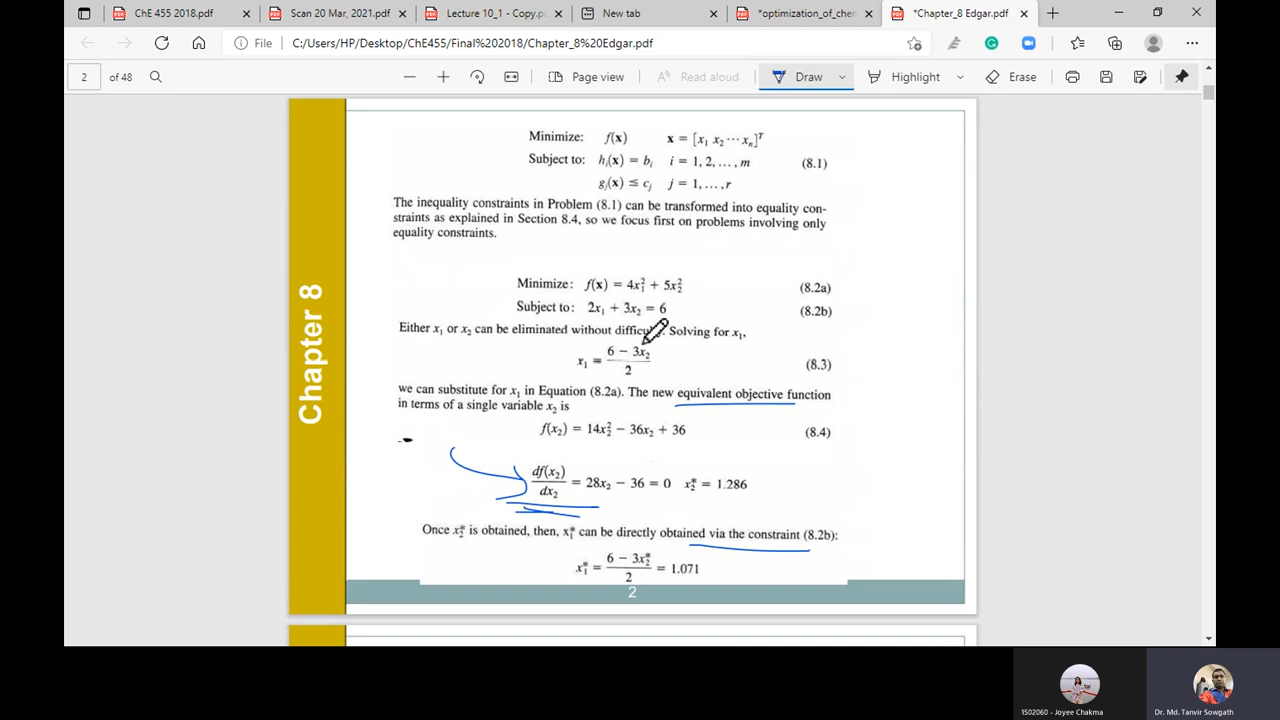 ChE 455 2018.pdf
Scan 20 Mar, 2021.pdf
Lecture 10_1 - Copy.p
New tab
*optimization_of_cher
*Chapter_8 Edgar.pdf
File C:/Users/HP/Desktop/ChE455/Final%202018/Chapter_8%20Edgar.pdf
2 of 48
Page view
Read aloud
Draw
Highlight
Erase
Chapter 8
Minimize: f(x) x = [x₁ x₂ ··· xₙ]ᵀ
Subject to: hᵢ(x) = bᵢ i = 1, 2, . . . , m (8.1)
gⱼ(x) ≤ cⱼ j = 1, . . . , r
The inequality constraints in Problem (8.1) can be transformed into equality con-
straints as explained in Section 8.4, so we focus first on problems involving only
equality constraints.
Minimize: f(x) = 4x₁² + 5x₂² (8.2a)
Subject to: 2x₁ + 3x₂ = 6 (8.2b)
Either x₁ or x₂ can be eliminated without difficu Solving for x₁,
x₁ = (6 − 3x₂)/2 (8.3)
we can substitute for x₁ in Equation (8.2a). The new equivalent objective function
in terms of a single variable x₂ is
f(x₂) = 14x₂² − 36x₂ + 36 (8.4)
df(x₂)/dx₂ = 28x₂ − 36 = 0 x₂* = 1.286
Once x₂* is obtained, then, x₁* can be directly obtained via the constraint (8.2b):
x₁* = (6 − 3x₂*)/2 = 1.071
2
1502060 - Joyee Chakma
Dr. Md. Tanvir Sowgath